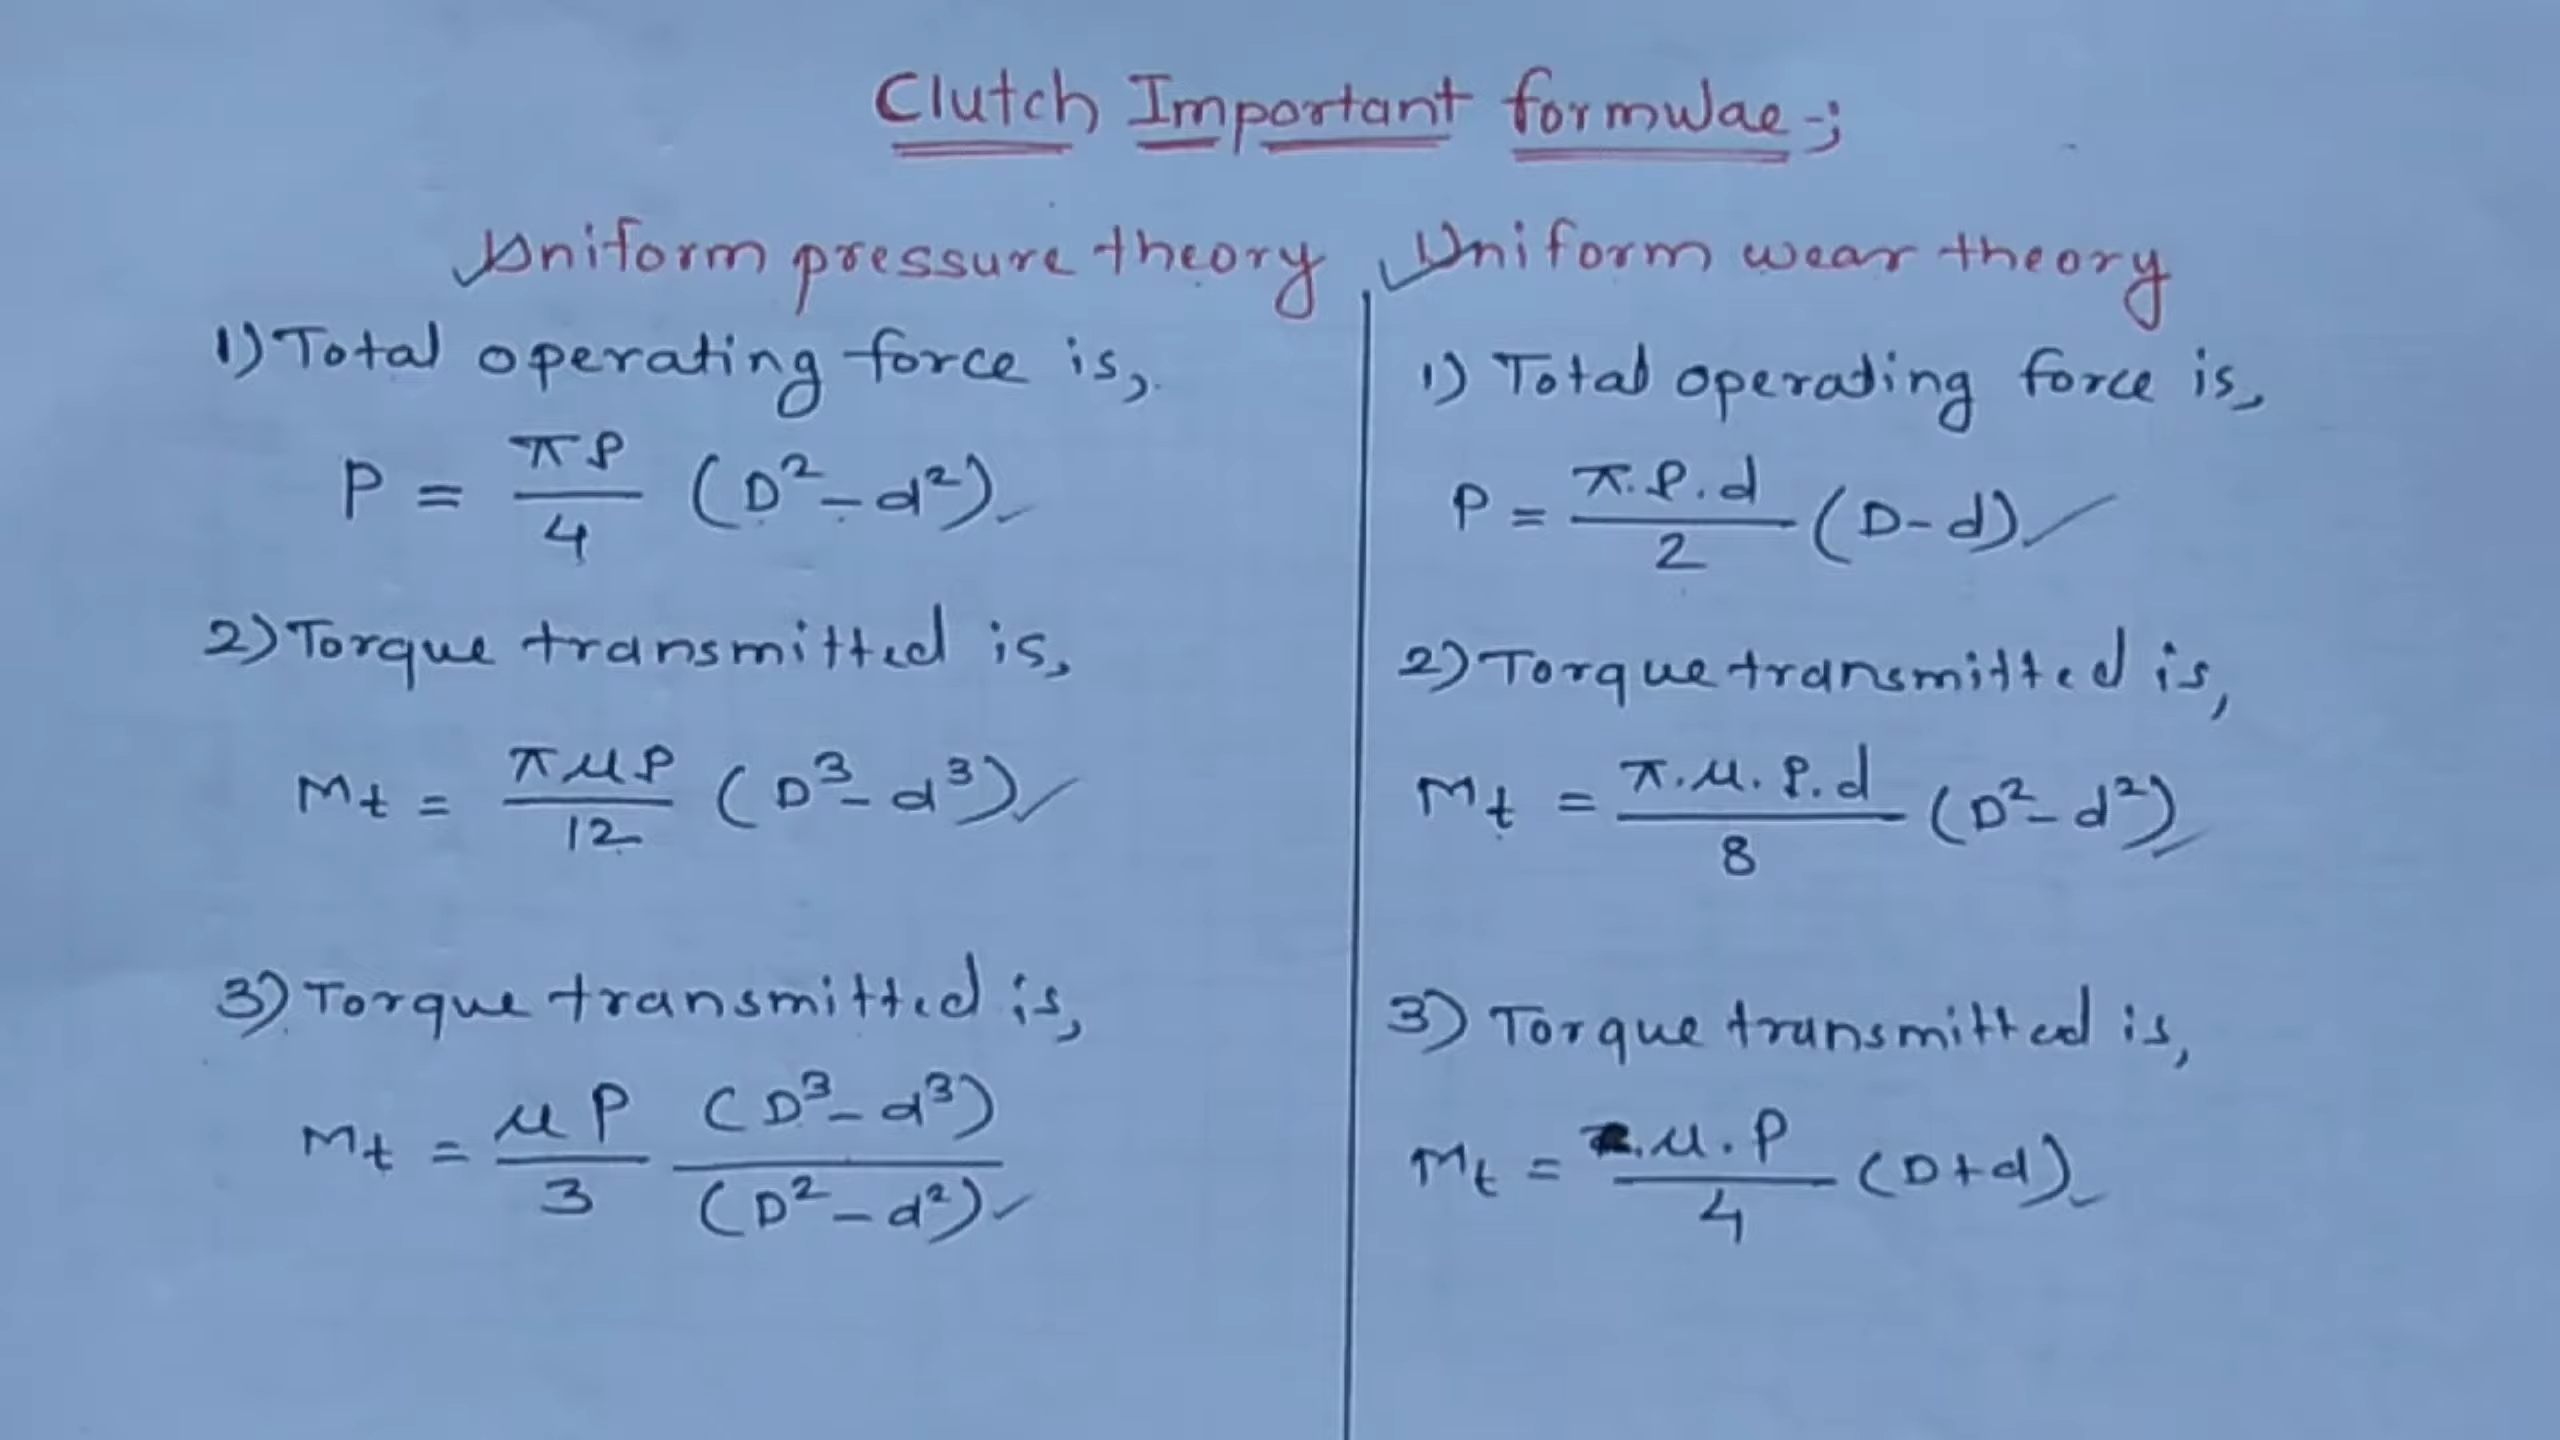 Clutch Important formulae -;
Uniform pressure theory
1) Total operating force is,
P = πp/4 (D² - d²)
2) Torque transmitted is,
Mt = πμp/12 (D³ - d³)
3) Torque transmitted is,
Mt = μP/3 (D³ - d³)/(D² - d²)
Uniform wear theory
1) Total operating force is,
P = π.p.d/2 (D - d)
2) Torque transmitted is,
Mt = π.μ.p.d/8 (D² - d²)
3) Torque transmitted is,
Mt = μ.P/4 (D + d)